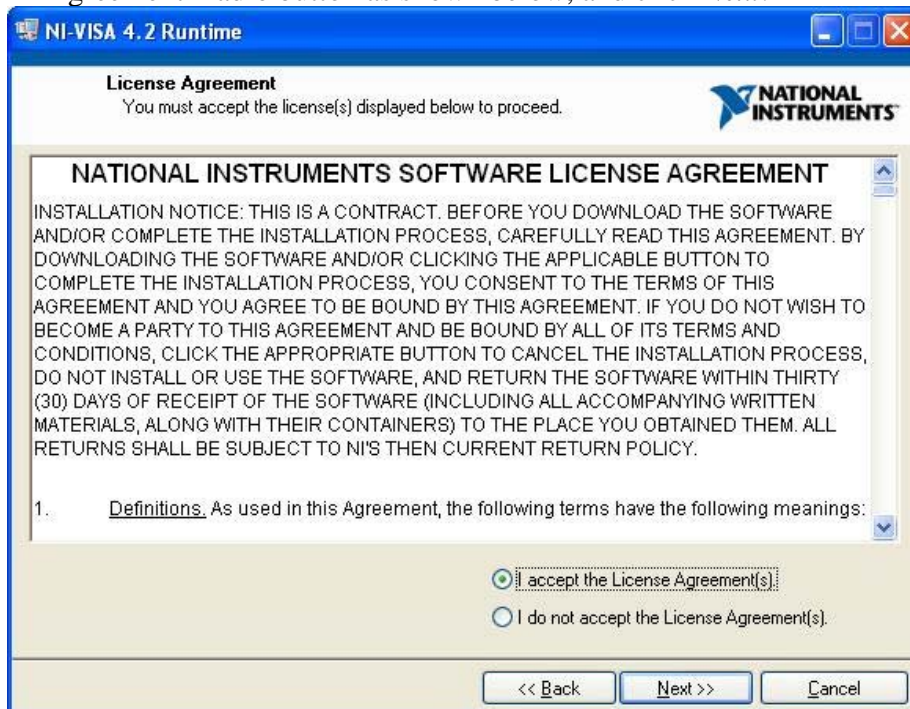 NI-VISA 4.2 Runtime
License Agreement
You must accept the license(s) displayed below to proceed.
NATIONAL
INSTRUMENTS
NATIONAL INSTRUMENTS SOFTWARE LICENSE AGREEMENT
INSTALLATION NOTICE: THIS IS A CONTRACT. BEFORE YOU DOWNLOAD THE SOFTWARE
AND/OR COMPLETE THE INSTALLATION PROCESS, CAREFULLY READ THIS AGREEMENT. BY
DOWNLOADING THE SOFTWARE AND/OR CLICKING THE APPLICABLE BUTTON TO
COMPLETE THE INSTALLATION PROCESS, YOU CONSENT TO THE TERMS OF THIS
AGREEMENT AND YOU AGREE TO BE BOUND BY THIS AGREEMENT. IF YOU DO NOT WISH TO
BECOME A PARTY TO THIS AGREEMENT AND BE BOUND BY ALL OF ITS TERMS AND
CONDITIONS, CLICK THE APPROPRIATE BUTTON TO CANCEL THE INSTALLATION PROCESS,
DO NOT INSTALL OR USE THE SOFTWARE, AND RETURN THE SOFTWARE WITHIN THIRTY
(30) DAYS OF RECEIPT OF THE SOFTWARE (INCLUDING ALL ACCOMPANYING WRITTEN
MATERIALS, ALONG WITH THEIR CONTAINERS) TO THE PLACE YOU OBTAINED THEM. ALL
RETURNS SHALL BE SUBJECT TO NI'S THEN CURRENT RETURN POLICY.
1. Definitions. As used in this Agreement, the following terms have the following meanings:
I accept the License Agreement(s).
I do not accept the License Agreement(s).
<< Back
Next >>
Cancel